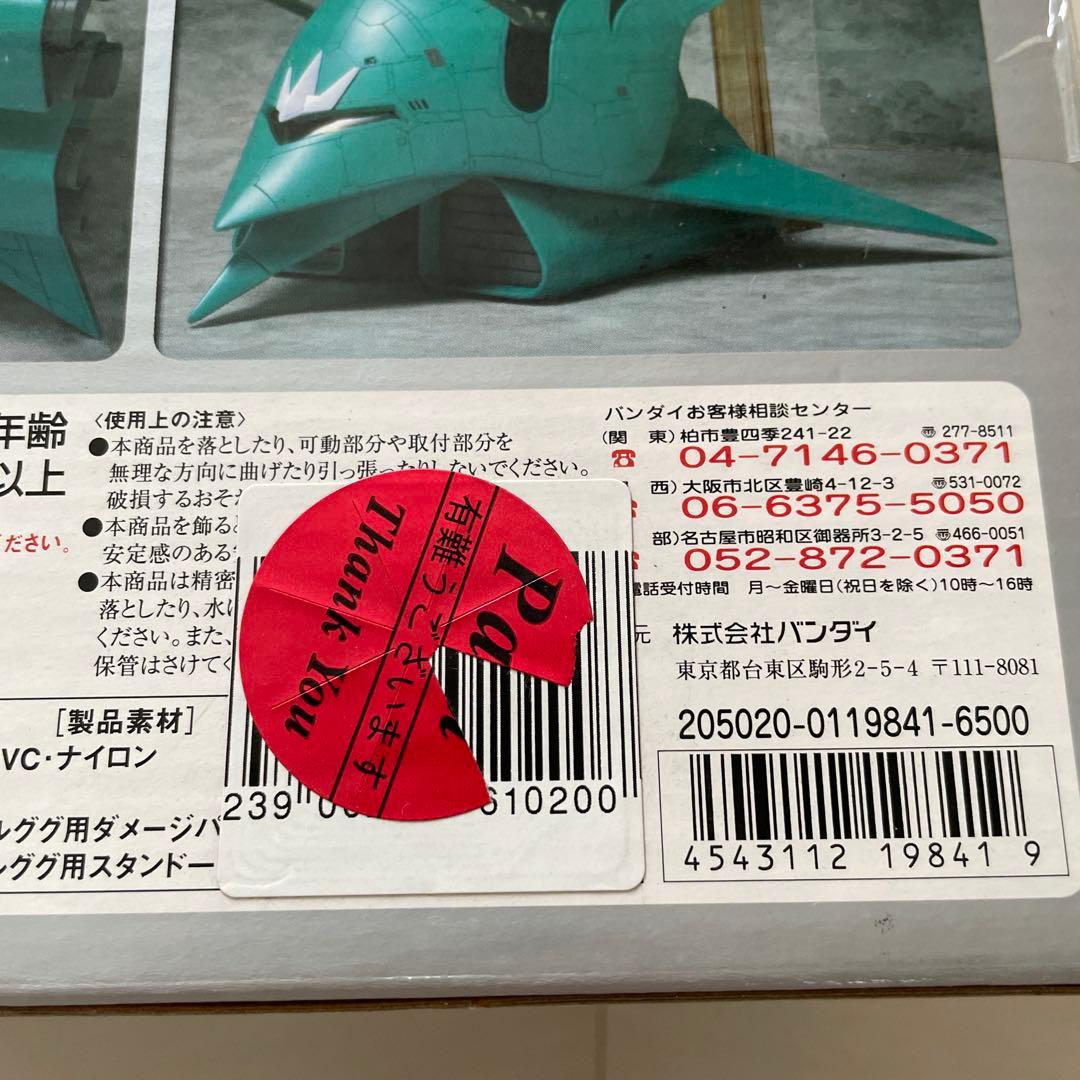 年齢
以上
ください。
〈使用上の注意〉
●本商品を落としたり、可動部分や取付部分を
無理な方向に曲げたり引っ張ったりしないでください。
破損するおそ
●本商品を飾る
安定感のある
●本商品は精密
落としたり、水
ください。また、
保管はさけてく
[製品素材]
VC・ナイロン
ルググ用ダメージパ
ルググ用スタンドー
Thank You
有難うございます
Pa
239
610200
バンダイお客様相談センター
(関 東)柏市豊四季241-22 〠277-8511
☎ 04-7146-0371
西)大阪市北区豊崎4-12-3 〠531-0072
06-6375-5050
部)名古屋市昭和区御器所3-2-5 〠466-0051
052-872-0371
電話受付時間 月〜金曜日(祝日を除く)10時〜16時
元 株式会社バンダイ
東京都台東区駒形2-5-4 〒111-8081
205020-0119841-6500
4543112 19841 9